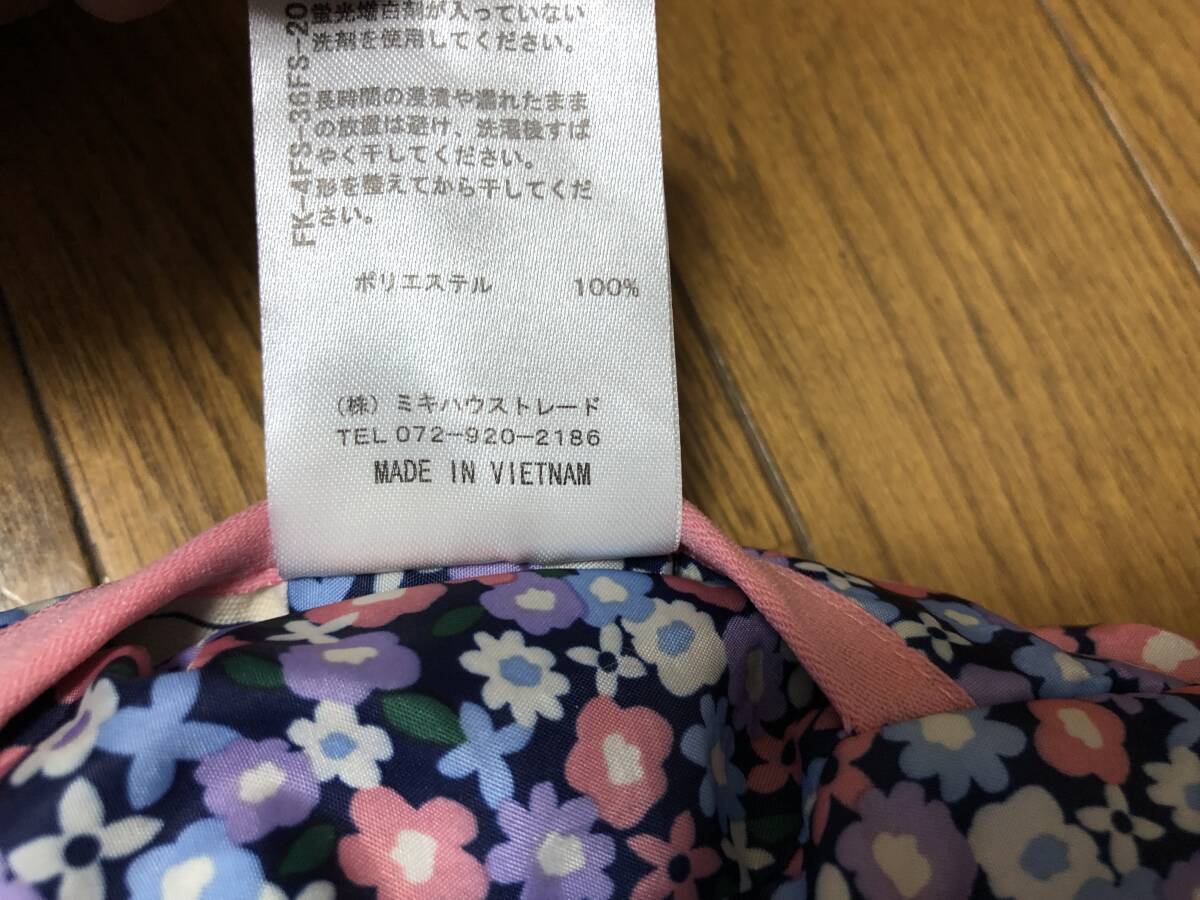 蛍光増白剤が入っていない
洗剤を使用してください。
長時間の浸漬や濡れたまま
の放置は避け、洗濯後すば
やく干してください。
形を整えてから干してくだ
さい。
FK-4FS-36FS-20
ポリエステル 100%
(株) ミキハウストレード
TEL 072-920-2186
MADE IN VIETNAM